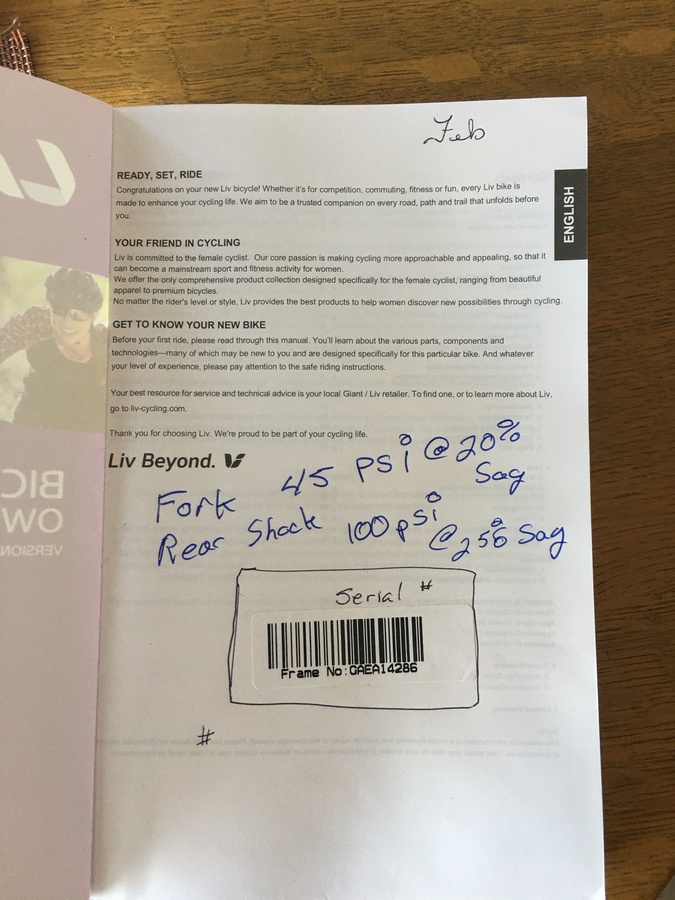 Feb
ENGLISH
READY, SET, RIDE
Congratulations on your new Liv bicycle! Whether it's for competition, commuting, fitness or fun, every Liv bike is
made to enhance your cycling life. We aim to be a trusted companion on every road, path and trail that unfolds before
you.
YOUR FRIEND IN CYCLING
Liv is committed to the female cyclist. Our core passion is making cycling more approachable and appealing, so that it
can become a mainstream sport and fitness activity for women.
We offer the only comprehensive product collection designed specifically for the female cyclist, ranging from beautiful
apparel to premium bicycles.
No matter the rider's level or style, Liv provides the best products to help women discover new possibilities through cycling.
GET TO KNOW YOUR NEW BIKE
Before your first ride, please read through this manual. You'll learn about the various parts, components and
technologies—many of which may be new to you and are designed specifically for this particular bike. And whatever
your level of experience, please pay attention to the safe riding instructions.
Your best resource for service and technical advice is your local Giant / Liv retailer. To find one, or to learn more about Liv,
go to liv-cycling.com.
Thank you for choosing Liv. We're proud to be part of your cycling life.
Liv Beyond.
Fork 45 PSi @ 20%
Sag
Rear Shock 100 psi
@ 25% Sag
Serial #
Frame No:GAEA14286
#
BIC
OW
VERSION